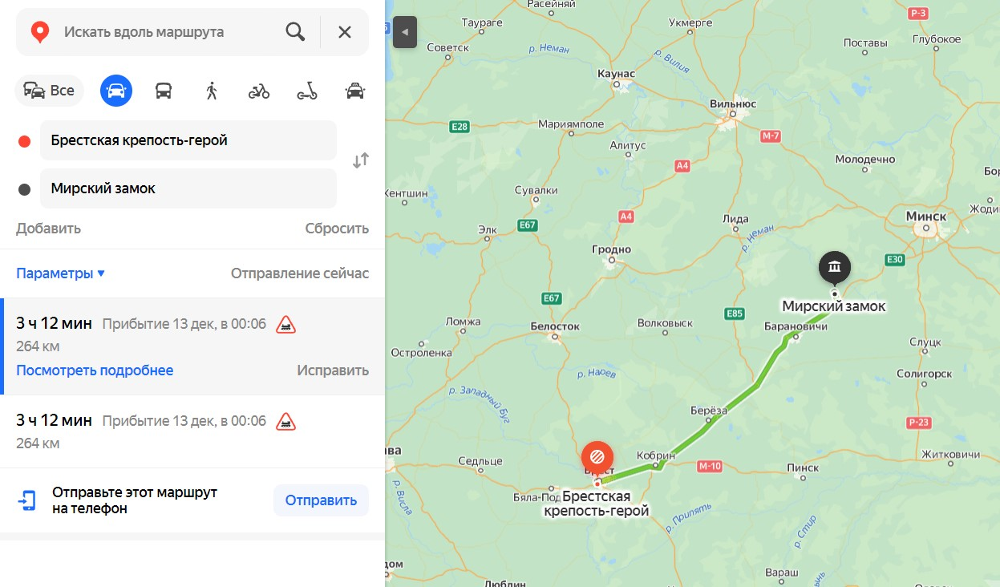 Искать вдоль маршрута
Все
Брестская крепость-герой
Мирский замок
Добавить
Сбросить
Параметры
Отправление сейчас
3 ч 12 мин Прибытие 13 дек, в 00:06
264 км
Посмотреть подробнее
Исправить
3 ч 12 мин Прибытие 13 дек, в 00:06
264 км
Отправьте этот маршрут
на телефон
Отправить
Расейняй
Р-3
Таураге
Укмерге
Поставы
Глубокое
Советск
р. Неман
р. Вилия
Каунас
Вильнюс
E28
Мариямполе
М-7
Алитус
A4
Молодечно
Бор
Кентшин
Сувалки
Жодин
A4
Лида
Минск
E67
Элк
р. Неман
Гродно
E30
E67
E85
Мирский замок
Ломжа
Белосток
Волковыск
Барановичи
Остроленка
Слуцк
р. Нарев
Солигорск
р. Западный Буг
Берёза
Р-23
ва
Седльце
Кобрин
М-10
Пинск
Житковичи
Брест
р. Висла
Бяла-Под
Брестская
крепость-герой
р. Припять
р. Стир
дом
Вараш
Люблин